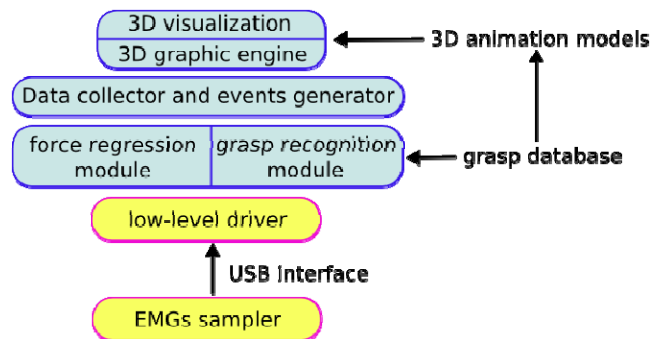 3D visualization
3D graphic engine
3D animation models
Data collector and events generator
force regression
module
grasp recognition
module
grasp database
low-level driver
USB interface
EMGs sampler